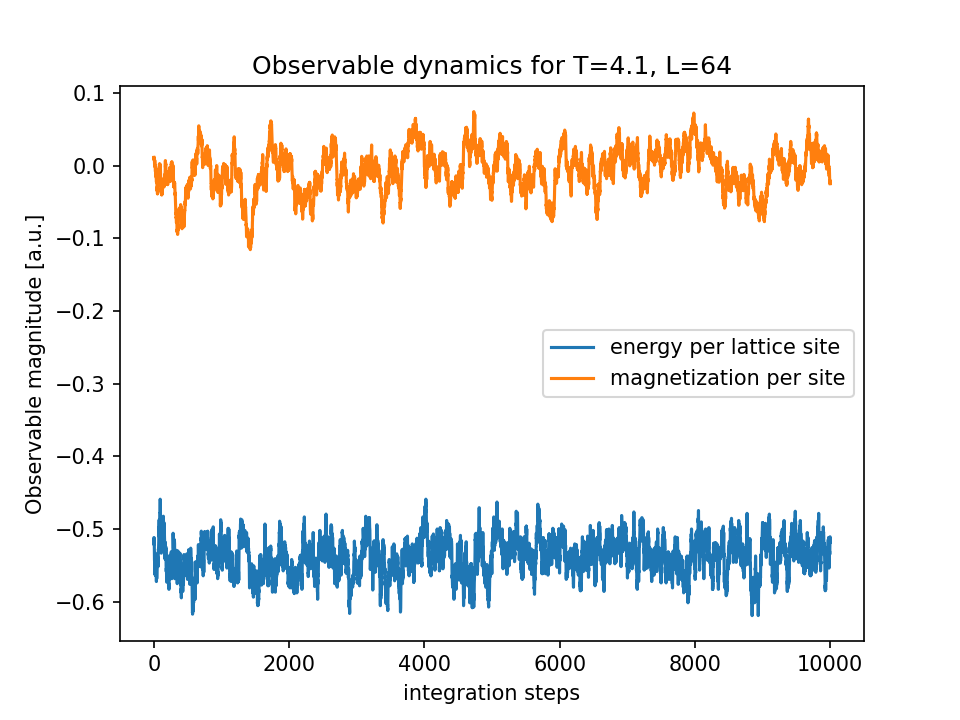 Observable dynamics for T=4.1, L=64
Observable magnitude [a.u.]
0.1
0.0
−0.1
−0.2
−0.3
−0.4
−0.5
−0.6
energy per lattice site
magnetization per site
0 2000 4000 6000 8000 10000
integration steps